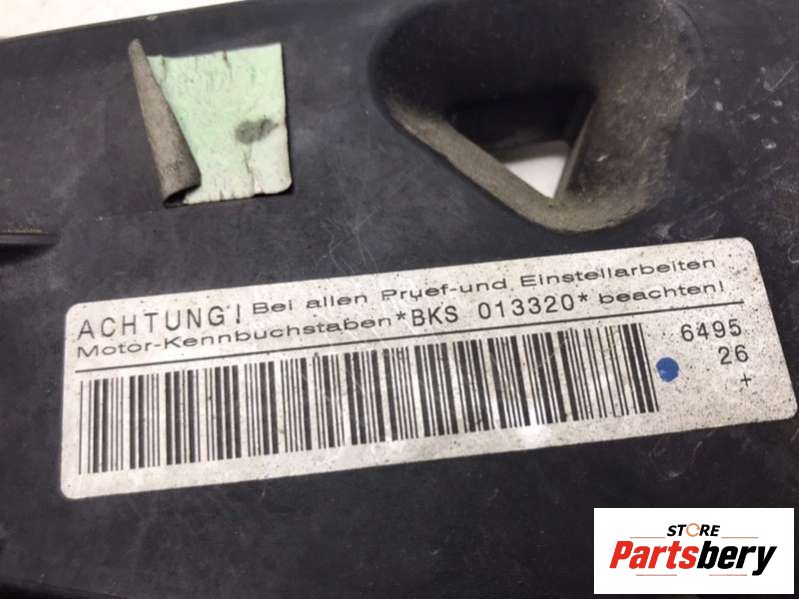 ACHTUNG! Bei allen Pruef-und Einstellarbeiten
Motor-Kennbuchstaben*BKS 013320* beachten!
6495
26
+
STORE
Partsbery